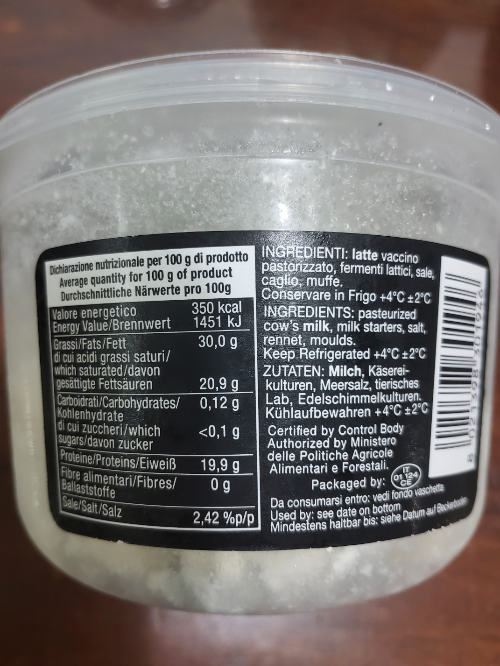 Dichiarazione nutrizionale per 100 g di prodotto
Average quantity for 100 g of product
Durchschnittliche Närwerte pro 100g
Valore energetico
Energy Value/Brennwert
350 kcal
1451 kJ
Grassi/Fats/Fett 30,0 g
di cui acidi grassi saturi/
which saturated/davon
gesättigte Fettsäuren 20,9 g
Carboidrati/Carbohydrates/
Kohlenhydrate 0,12 g
di cui zuccheri/which
sugars/davon zucker <0,1 g
Proteine/Proteins/Eiweiß 19,9 g
Fibre alimentari/Fibres/
Ballaststoffe 0 g
Sale/Salt/Salz 2,42 %p/p
INGREDIENTI: latte vaccino
pastorizzato, fermenti lattici, sale,
caglio, muffe.
Conservare in Frigo +4°C ±2°C
INGREDIENTS: pasteurized
cow's milk, milk starters, salt,
rennet, moulds.
Keep Refrigerated +4°C ±2°C
ZUTATEN: Milch, Käserei-
kulturen, Meersalz, tierisches
Lab, Edelschimmelkulturen.
Kühlaufbewahren +4°C ±2°C
Certified by Control Body
Authorized by Ministero
delle Politiche Agricole
Alimentari e Forestali.
Packaged by:
IT
01 124
CE
Da consumarsi entro: vedi fondo vaschetta
Used by: see date on bottom
Mindestens haltbar bis: siehe Datum auf Becherboden